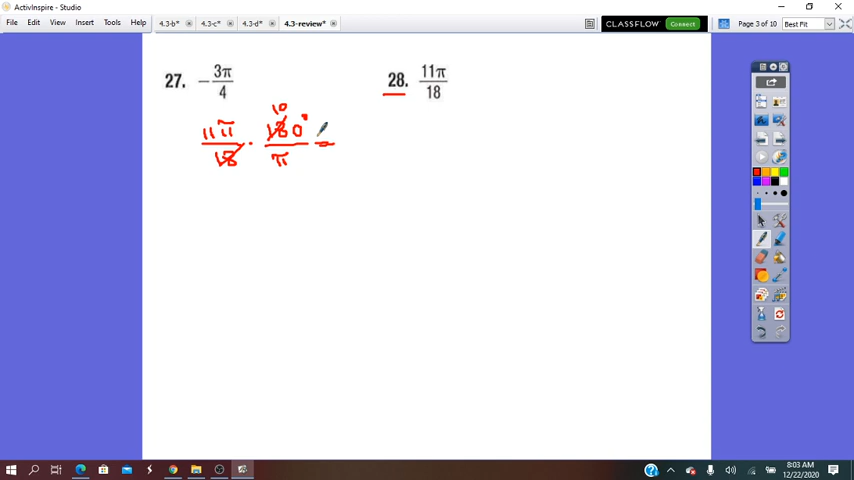 ActivInspire - Studio
File Edit View Insert Tools Help
4.3-b* 4.3-c* 4.3-d* 4.3-review*
CLASSFLOW Connect
Page 3 of 10
Best Fit
27. -3π/4
28. 11π/18
10
11π/18 · 180°/π =
8:03 AM
12/22/2020